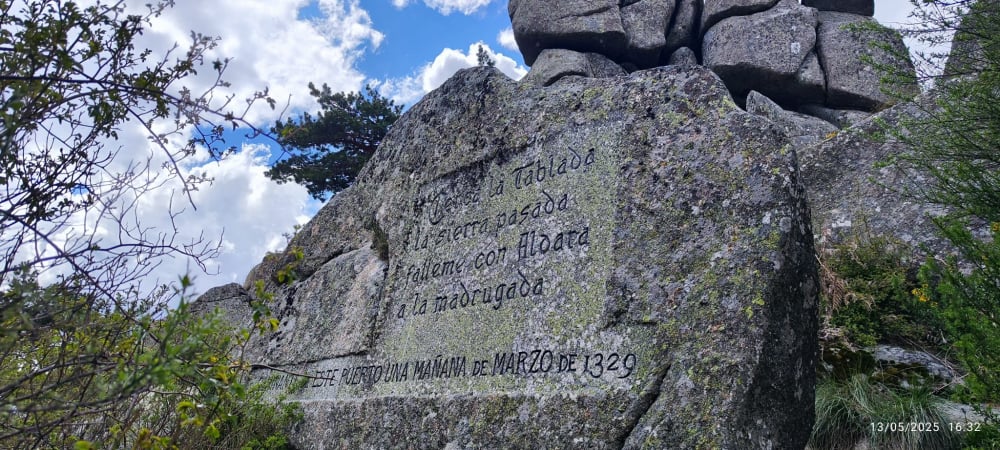 "Cerca la Tablada
la sierra pasada
falleme con Aldara
a la madrugada
ESTE PUERTO UNA MAÑANA DE MARZO DE 1329
13/05/2025 16:32